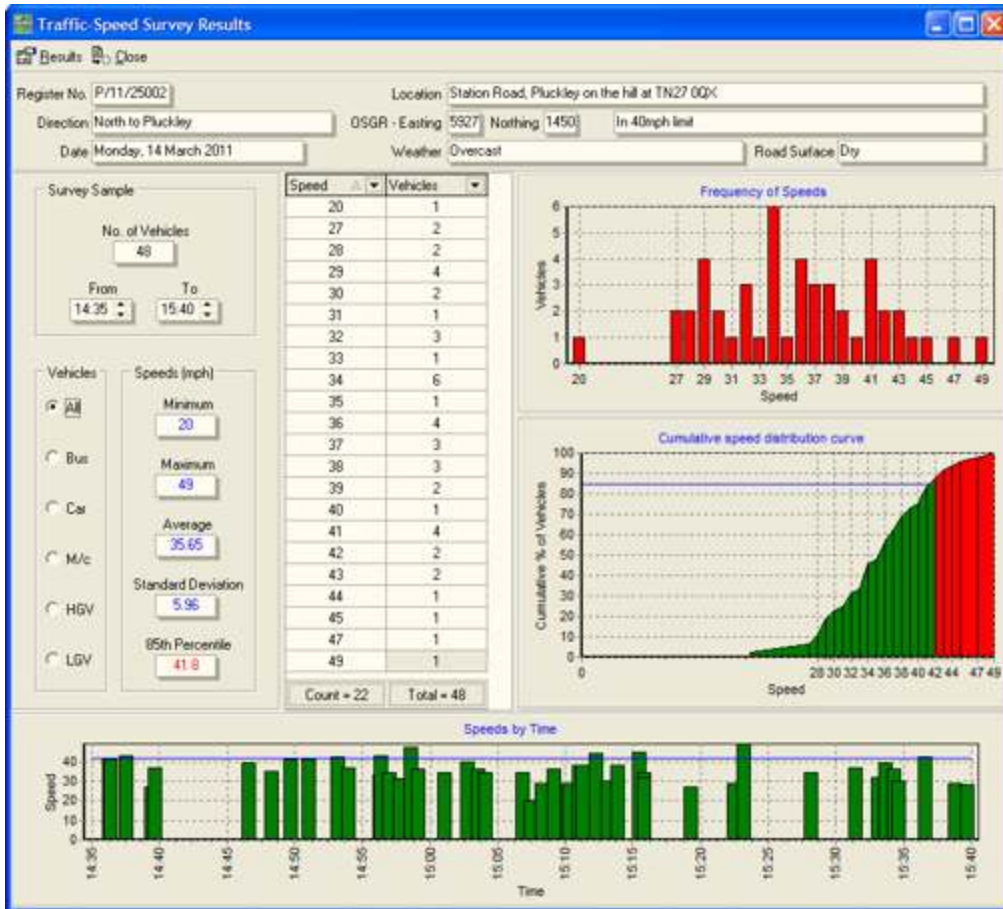 Traffic-Speed Survey Results
Results Close
Register No. P/11/25002 Location Station Road, Pluckley on the hill at TN27 0QX
Direction North to Pluckley OSGR - Easting 5927 Northing 1450 In 40mph limit
Date Monday, 14 March 2011 Weather Overcast Road Surface Dry
Survey Sample
No. of Vehicles
48
From To
14:35 15:40
Vehicles
All
Bus
Car
M/c
HGV
LGV
Speeds (mph)
Minimum
20
Maximum
49
Average
35.65
Standard Deviation
5.96
85th Percentile
41.8
Speed Vehicles
20 1
27 2
28 2
29 4
30 2
31 1
32 3
33 1
34 6
35 1
36 4
37 3
38 3
39 2
40 1
41 4
42 2
43 2
44 1
45 1
47 1
49 1
Count = 22 Total = 48
Frequency of Speeds
Vehicles
6
5
4
3
2
1
0
20 27 29 31 33 35 37 39 41 43 45 47 49
Speed
Cumulative speed distribution curve
Cumulative % of Vehicles
100
90
80
70
60
50
40
30
20
10
0
0 28 30 32 34 36 38 40 42 44 47 49
Speed
Speeds by Time
Speed
40
30
20
10
0
14:35 14:40 14:45 14:50 14:55 15:00 15:05 15:10 15:15 15:20 15:25 15:30 15:35 15:40
Time